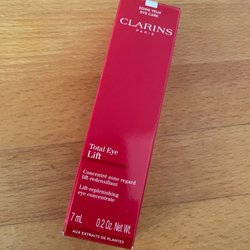 SOINS YEUX
EYE CARE
CLARINS
PARIS
Total Eye
Lift
Concentré zone regard
lift redensifiant
Lift-replenishing
eye concentrate
7 mL 0.2 Oz. Net Wt.
AUX EXTRAITS DE PLANTES